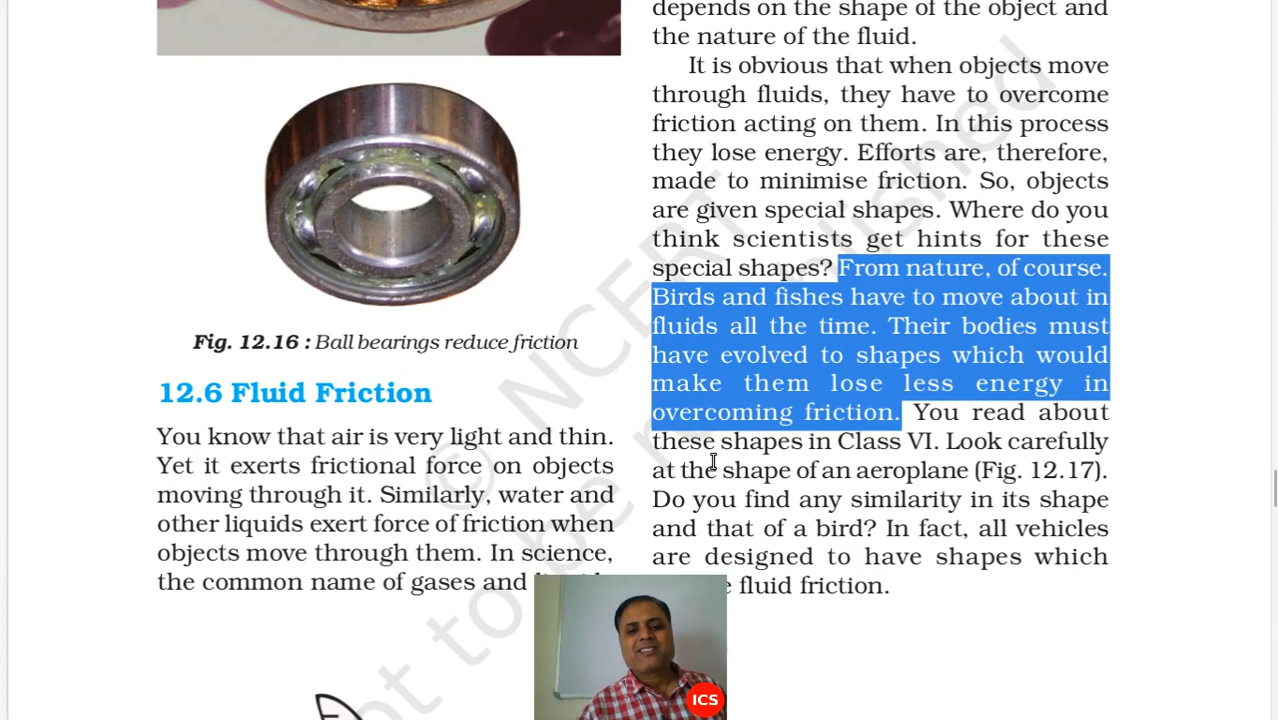 Fig. 12.16 : Ball bearings reduce friction
12.6 Fluid Friction
You know that air is very light and thin.
Yet it exerts frictional force on objects
moving through it. Similarly, water and
other liquids exert force of friction when
objects move through them. In science,
the common name of gases and
depends on the shape of the object and
the nature of the fluid.
It is obvious that when objects move
through fluids, they have to overcome
friction acting on them. In this process
they lose energy. Efforts are, therefore,
made to minimise friction. So, objects
are given special shapes. Where do you
think scientists get hints for these
special shapes? From nature, of course.
Birds and fishes have to move about in
fluids all the time. Their bodies must
have evolved to shapes which would
make them lose less energy in
overcoming friction. You read about
these shapes in Class VI. Look carefully
at the shape of an aeroplane (Fig. 12.17).
Do you find any similarity in its shape
and that of a bird? In fact, all vehicles
are designed to have shapes which
fluid friction.
© NCERT
not to be republished
ICS